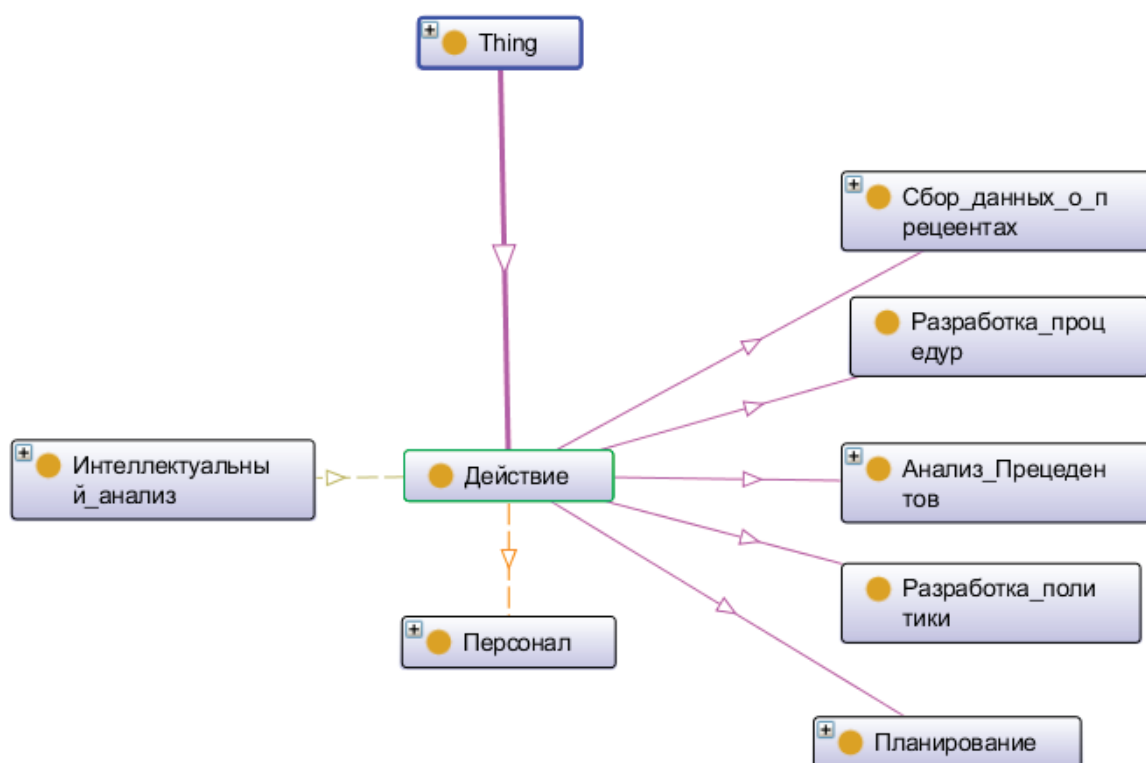 Thing
Сбор_данных_о_п
рецеентах
Разработка_проц
едур
Интеллектуальны
й_анализ
Действие
Анализ_Прецеден
тов
Разработка_поли
тики
Персонал
Планирование